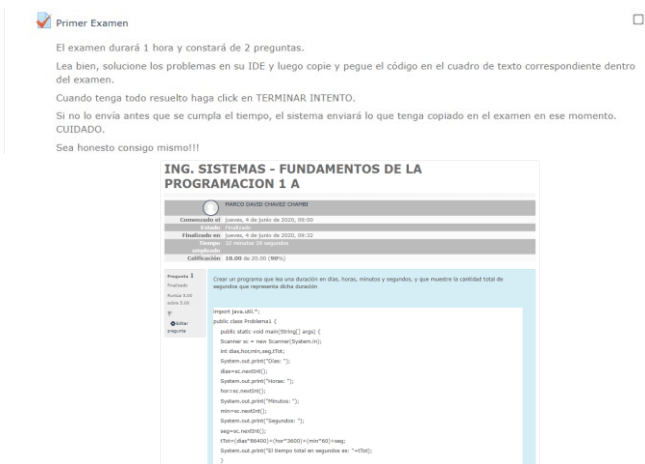 Primer Examen
El examen durará 1 hora y constará de 2 preguntas.
Lea bien, solucione los problemas en su IDE y luego copie y pegue el código en el cuadro de texto correspondiente dentro
del examen.
Cuando tenga todo resuelto haga click en TERMINAR INTENTO.
Si no lo envía antes que se cumpla el tiempo, el sistema enviará lo que tenga copiado en el examen en ese momento.
CUIDADO.
Sea honesto consigo mismo!!!
ING. SISTEMAS - FUNDAMENTOS DE LA
PROGRAMACION 1 A
MARCO DAVID CHAVEZ CHAMBI
Comenzado el jueves, 4 de junio de 2020, 09:00
Estado Finalizado
Finalizado en jueves, 4 de junio de 2020, 09:32
Tiempo
empleado
Calificación 18.00 de 20.00 (90%)
Pregunta 1
Finalizado
Puntúa 5.00
sobre 5.00
Editar
pregunta
Crear un programa que lea una duración en días, horas, minutos y segundos, y que muestre la cantidad total de
segundos que representa dicha duración
import java.util.*;
public class Problema1 {
public static void main(String[] args) {
Scanner sc = new Scanner(System.in);
int dias,hor,min,seg,tTot;
System.out.print("Dias: ");
dias=sc.nextInt();
System.out.print("Horas: ");
hor=sc.nextInt();
System.out.print("Minutos: ");
min=sc.nextInt();
System.out.print("Segundos: ");
seg=sc.nextInt();
tTot=(dias*86400)+(hor*3600)+(min*60)+seg;
System.out.print("El tiempo total en segundos es: "+tTot);
}